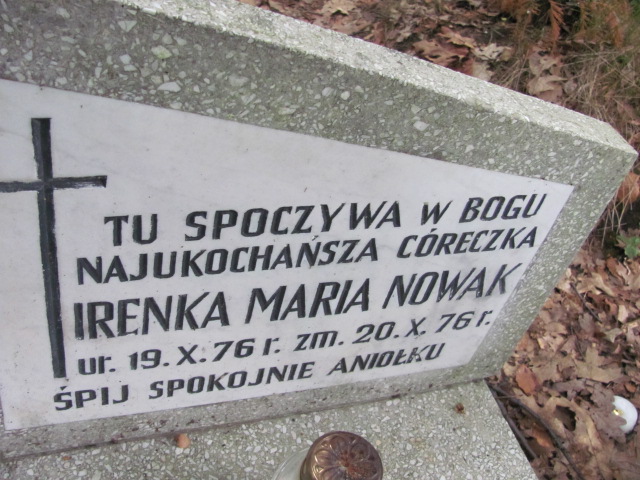 TU SPOCZYWA W BOGU
NAJUKOCHAŃSZA CÓRECZKA
IRENKA MARIA NOWAK
ur. 19. X. 76 r. zm. 20. X. 76 r.
ŚPIJ SPOKOJNIE ANIOŁKU